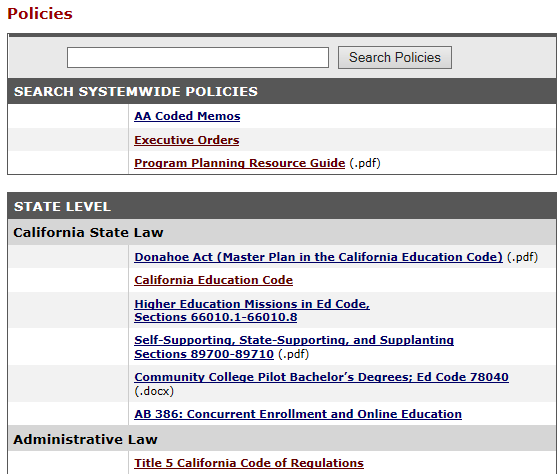 Policies
Search Policies
SEARCH SYSTEMWIDE POLICIES
AA Coded Memos
Executive Orders
Program Planning Resource Guide (.pdf)
STATE LEVEL
California State Law
Donahoe Act (Master Plan in the California Education Code) (.pdf)
California Education Code
Higher Education Missions in Ed Code,
Sections 66010.1-66010.8
Self-Supporting, State-Supporting, and Supplanting
Sections 89700-89710 (.pdf)
Community College Pilot Bachelor’s Degrees; Ed Code 78040
(.docx)
AB 386: Concurrent Enrollment and Online Education
Administrative Law
Title 5 California Code of Regulations